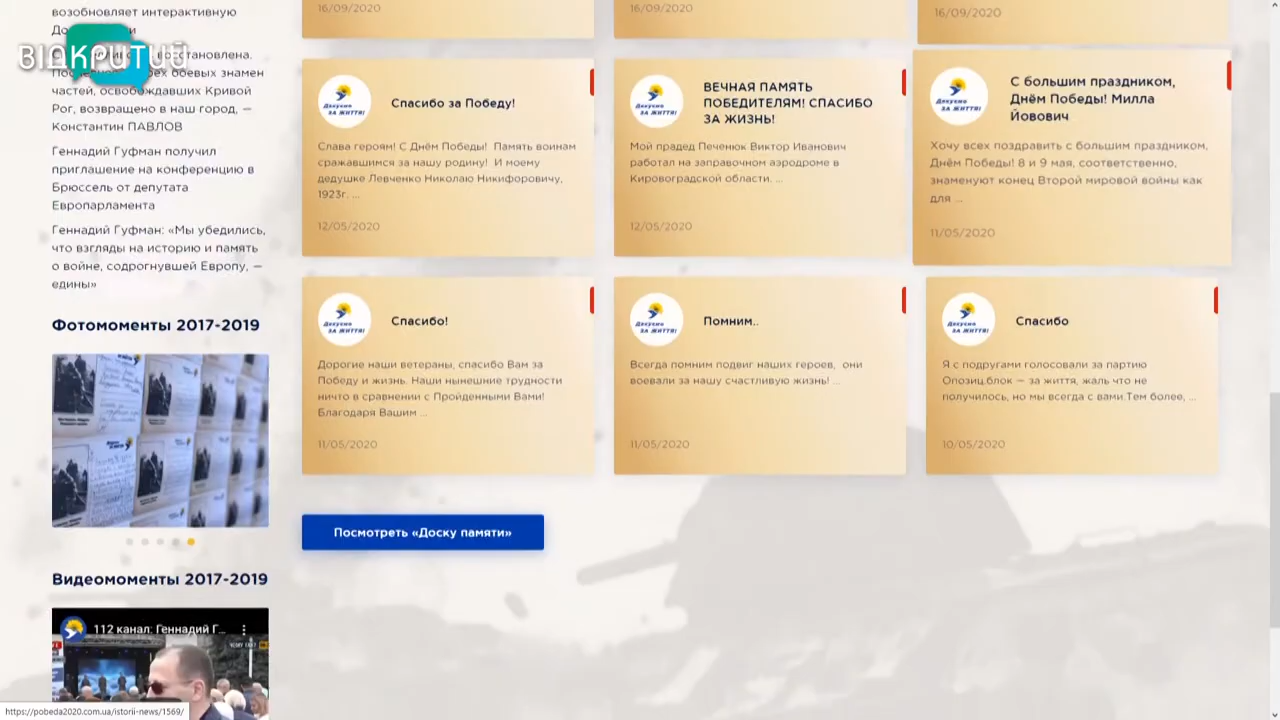 возобновляет интерактивную
ВІДКРИТИЙ
частей, освобождавших Кривой
Рог, возвращено в наш город, —
Константин ПАВЛОВ
Геннадий Гуфман получил
приглашение на конференцию в
Брюссель от депутата
Европарламента
Геннадий Гуфман: «Мы убедились,
что взгляды на историю и память
о войне, содрогнувшей Европу, —
едины»
Фотомоменты 2017-2019
Видеомоменты 2017-2019
112 канал: Геннадий Г...
16/09/2020
16/09/2020
16/09/2020
Спасибо за Победу!
Слава героям! С Днём Победы! Память воинам
сражавшимся за нашу родину! И моему
дедушке Левченко Николаю Никифоровичу,
1923г. ...
12/05/2020
ВЕЧНАЯ ПАМЯТЬ
ПОБЕДИТЕЛЯМ! СПАСИБО
ЗА ЖИЗНЬ!
Мой прадед Печенюк Виктор Иванович
работал на заправочном аэродроме в
Кировоградской области. ...
12/05/2020
С большим праздником,
Днём Победы! Милла
Йовович
Хочу всех поздравить с большим праздником,
Днём Победы! 8 и 9 мая, соответственно,
знаменуют конец Второй мировой войны как
для ...
11/05/2020
Спасибо!
Дорогие наши ветераны, спасибо Вам за
Победу и жизнь. Наши нынешние трудности
ничто в сравнении с Пройденными Вами!
Благодаря Вашим ...
11/05/2020
Помним..
Всегда помним подвиг наших героев, они
воевали за нашу счастливую жизнь! ...
11/05/2020
Спасибо
Я с подругами голосовали за партию
Опозиц.блок — за життя, жаль что не
получилось, но мы всегда с вами.Тем более, ...
10/05/2020
Посмотреть «Доску памяти»
https://pobeda2020.com.ua/istorii-news/1569/